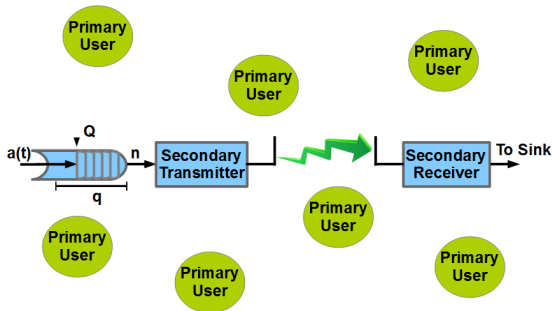 Primary
User
Primary
User
Primary
User
a(t)
Q
n
q
Secondary
Transmitter
Secondary
Receiver
To Sink
Primary
User
Primary
User
Primary
User
Primary
User